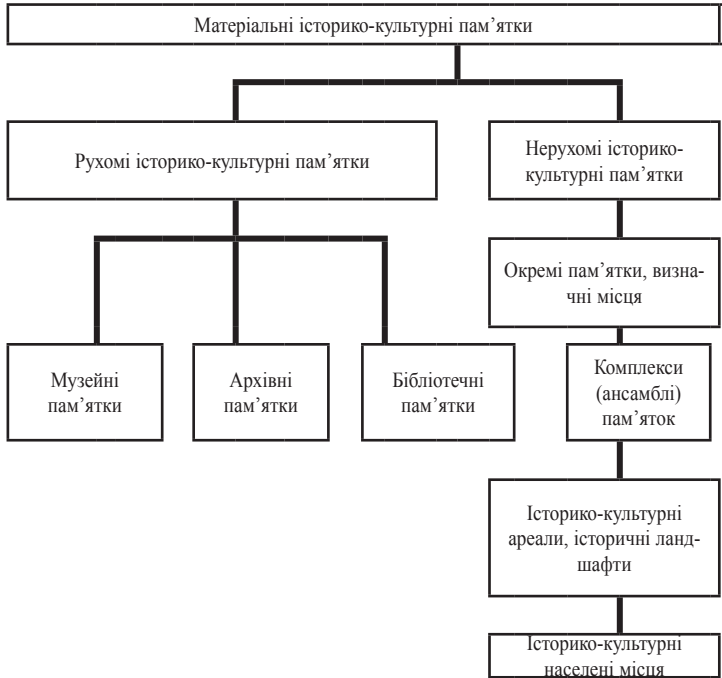 Матеріальні історико-культурні пам’ятки
Рухомі історико-культурні пам’ятки
Нерухомі історико-
культурні пам’ятки
Окремі пам’ятки, визна-
чні місця
Музейні
пам’ятки
Архівні
пам’ятки
Бібліотечні
пам’ятки
Комплекси
(ансамблі)
пам’яток
Історико-культурні
ареали, історичні ланд-
шафти
Історико-культурні
населені місця